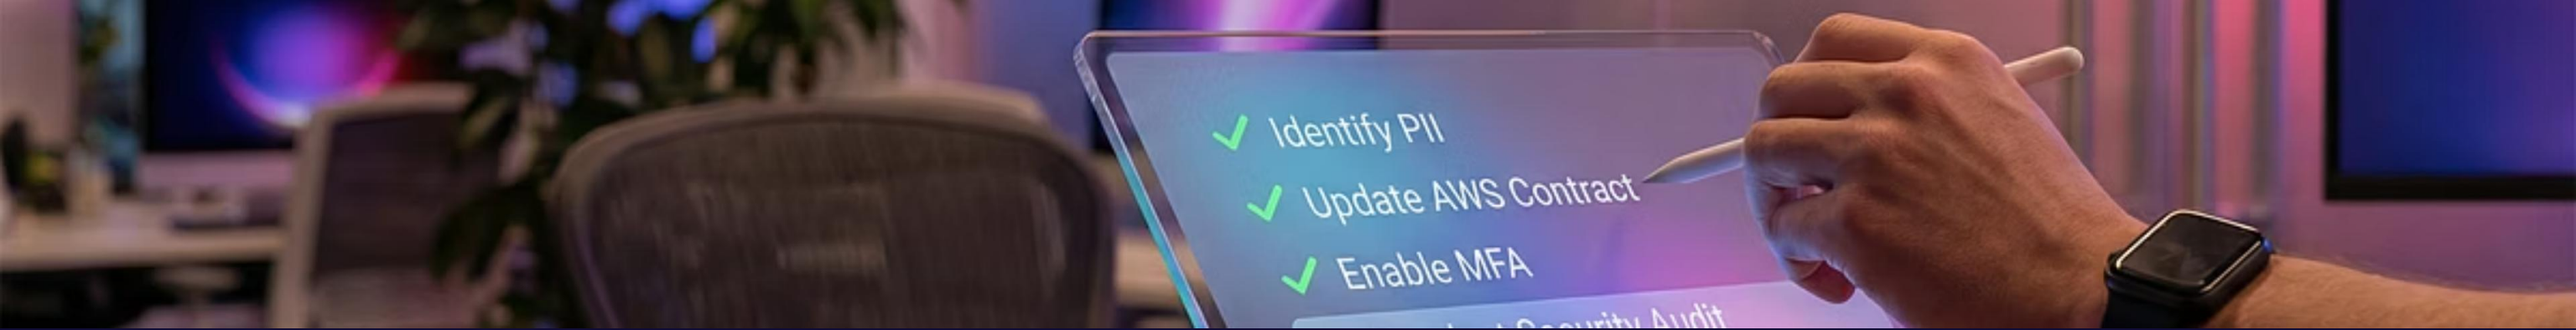 Identify PII
Update AWS Contract
Enable MFA
Security Audit